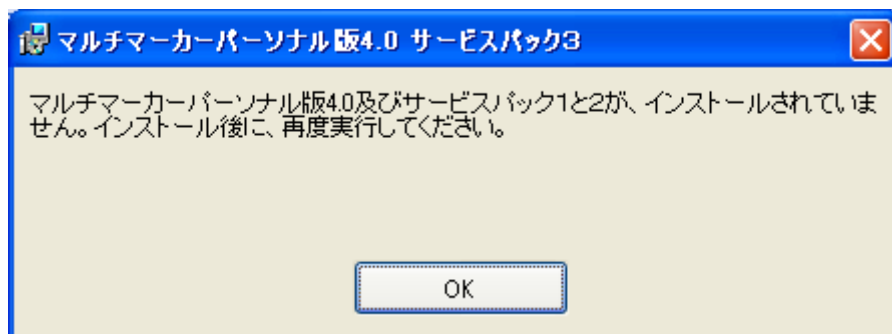 マルチマーカーパーソナル版4.0 サービスパック3
マルチマーカーパーソナル版4.0及びサービスパック1と2が、インストールされていま
せん。インストール後に、再度実行してください。
OK